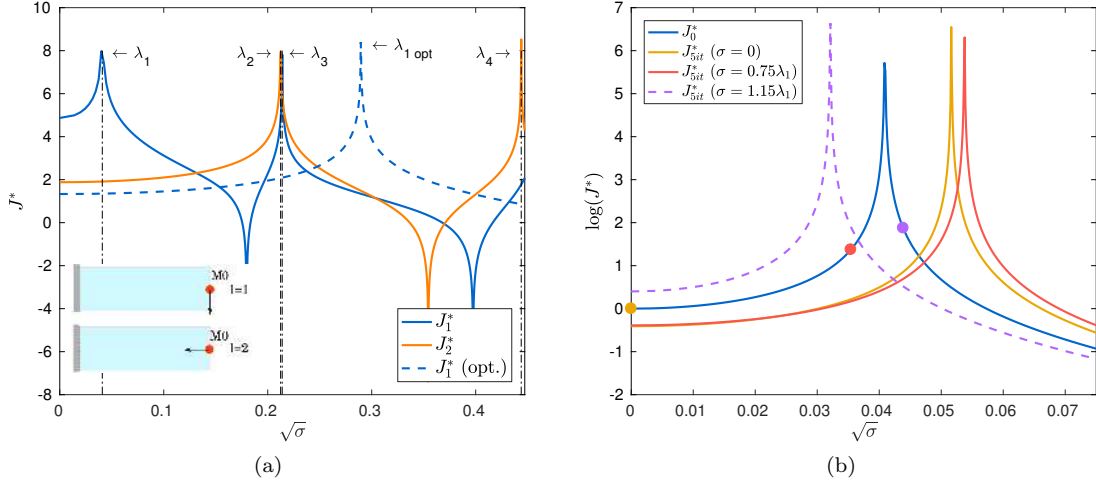 10
8
6
4
2
0
-2
-4
-6
-8
J*
← λ₁
λ₂ →
← λ₃
← λ₁ opt
λ₄ →
M0
l=1
M0
l=2
J₁*
J₂*
J₁* (opt.)
0
0.1
0.2
0.3
0.4
√σ
(a)
7
6
5
4
3
2
1
0
-1
-2
log(J*)
J₀*
J*₅ᵢₜ (σ = 0)
J*₅ᵢₜ (σ = 0.75λ₁)
J*₅ᵢₜ (σ = 1.15λ₁)
0
0.01
0.02
0.03
0.04
0.05
0.06
0.07
√σ
(b)